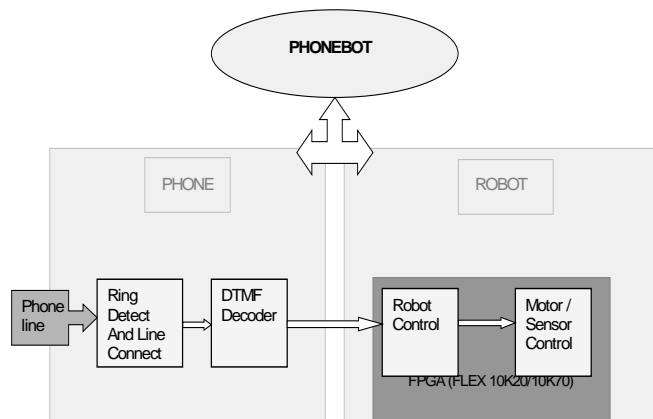 PHONEBOT
PHONE
ROBOT
Phone
line
Ring
Detect
And Line
Connect
DTMF
Decoder
Robot
Control
Motor /
Sensor
Control
FPGA (FLEX 10K20/10K70)